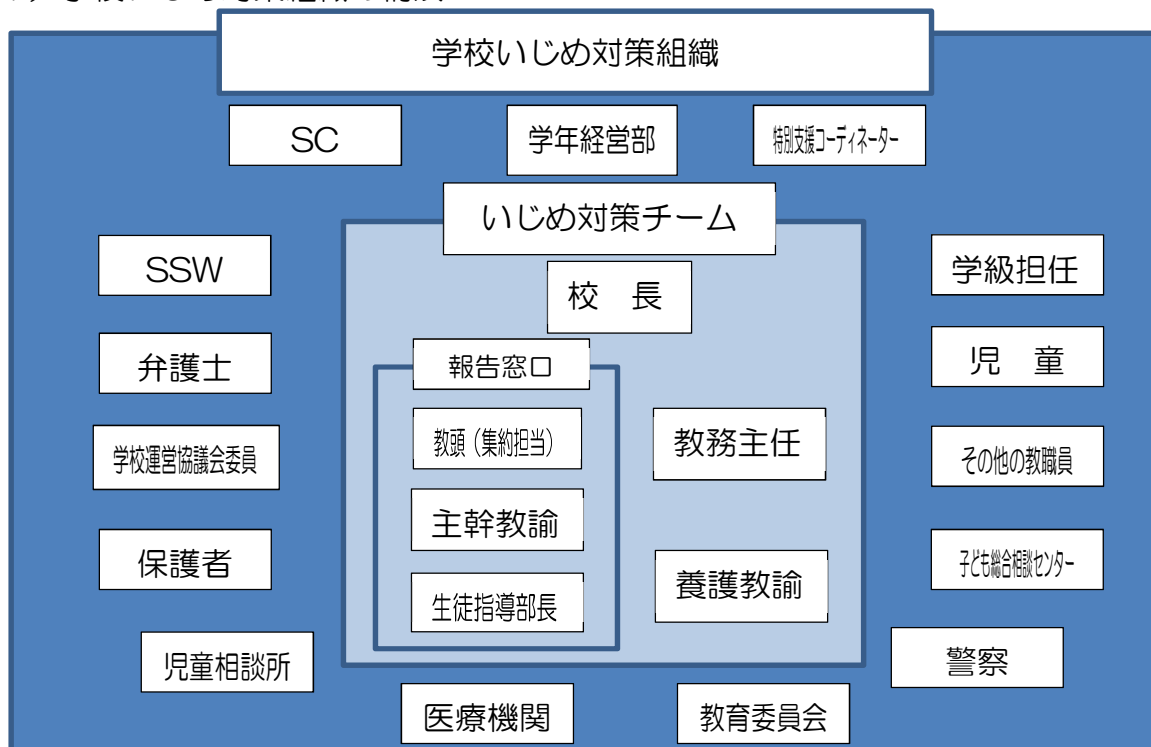 学校いじめ対策組織
SC
学年経営部
特別支援コーディネーター
いじめ対策チーム
校　長
報告窓口
教頭（集約担当）
主幹教諭
生徒指導部長
教務主任
養護教諭
SSW
弁護士
学校運営協議会委員
保護者
児童相談所
医療機関
教育委員会
学級担任
児　童
その他の教職員
子ども総合相談センター
警察